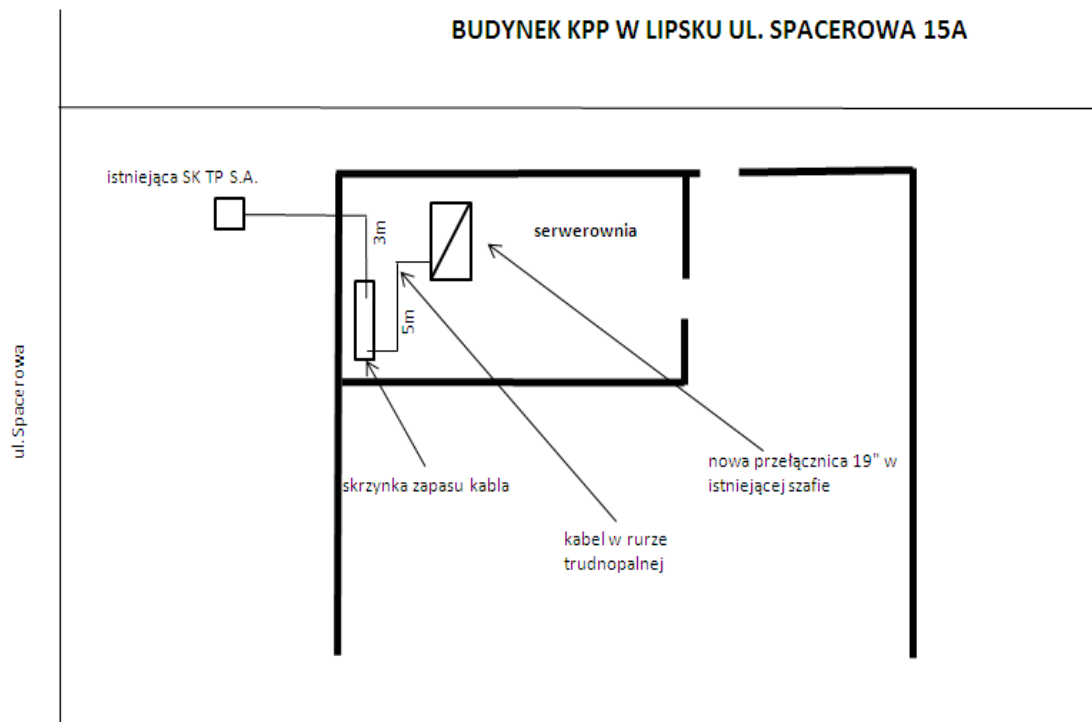 BUDYNEK KPP W LIPSKU UL. SPACEROWA 15A
istniejąca SK TP S.A.
3m
serwerownia
5m
ul. Spacerowa
nowa przełącznica 19" w
istniejącej szafie
skrzynka zapasu kabla
kabel w rurze
trudnopalnej